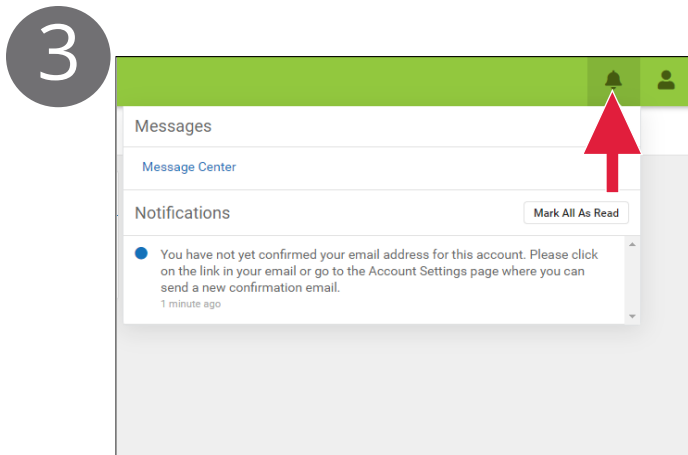 3
Messages
Message Center
Notifications
Mark All As Read
You have not yet confirmed your email address for this account. Please click
on the link in your email or go to the Account Settings page where you can
send a new confirmation email.
1 minute ago